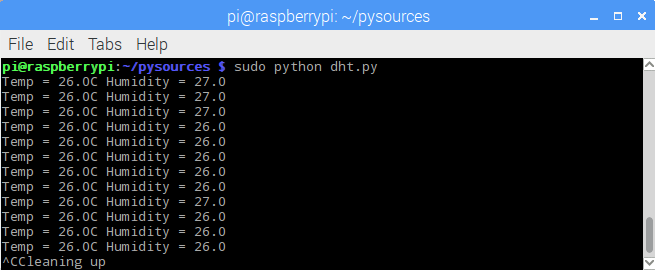 pi@raspberrypi: ~/pysources
File Edit Tabs Help
pi@raspberrypi:~/pysources $ sudo python dht.py
Temp = 26.0C Humidity = 27.0
Temp = 26.0C Humidity = 27.0
Temp = 26.0C Humidity = 27.0
Temp = 26.0C Humidity = 26.0
Temp = 26.0C Humidity = 26.0
Temp = 26.0C Humidity = 26.0
Temp = 26.0C Humidity = 26.0
Temp = 26.0C Humidity = 26.0
Temp = 26.0C Humidity = 27.0
Temp = 26.0C Humidity = 26.0
Temp = 26.0C Humidity = 26.0
Temp = 26.0C Humidity = 26.0
^CCleaning up